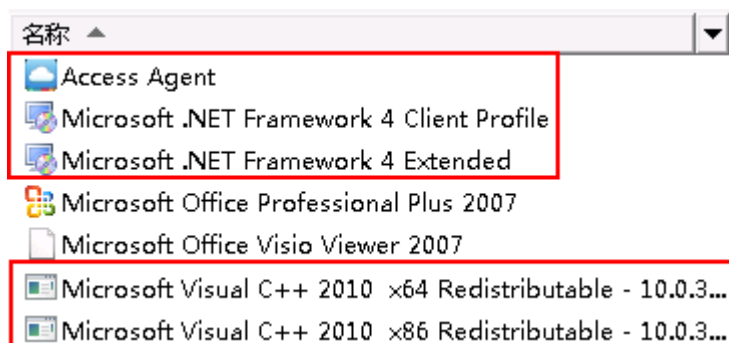 名称
Access Agent
Microsoft .NET Framework 4 Client Profile
Microsoft .NET Framework 4 Extended
Microsoft Office Professional Plus 2007
Microsoft Office Visio Viewer 2007
Microsoft Visual C++ 2010  x64 Redistributable - 10.0.3...
Microsoft Visual C++ 2010  x86 Redistributable - 10.0.3...